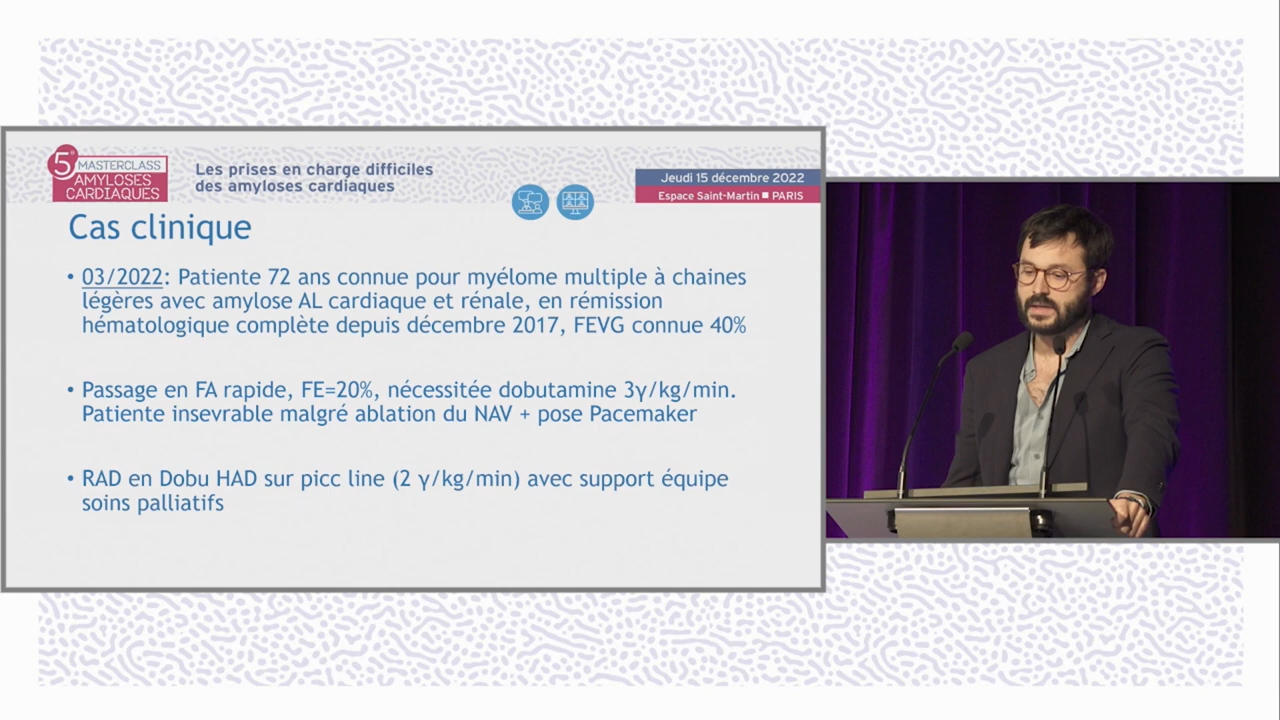 5e MASTERCLASS
AMYLOSES
CARDIAQUES
Les prises en charge difficiles
des amyloses cardiaques
Jeudi 15 décembre 2022
Espace Saint-Martin ■ PARIS
Cas clinique
• 03/2022: Patiente 72 ans connue pour myélome multiple à chaines
légères avec amylose AL cardiaque et rénale, en rémission
hématologique complète depuis décembre 2017, FEVG connue 40%
• Passage en FA rapide, FE=20%, nécessitée dobutamine 3γ/kg/min.
Patiente insevrable malgré ablation du NAV + pose Pacemaker
• RAD en Dobu HAD sur picc line (2 γ/kg/min) avec support équipe
soins palliatifs